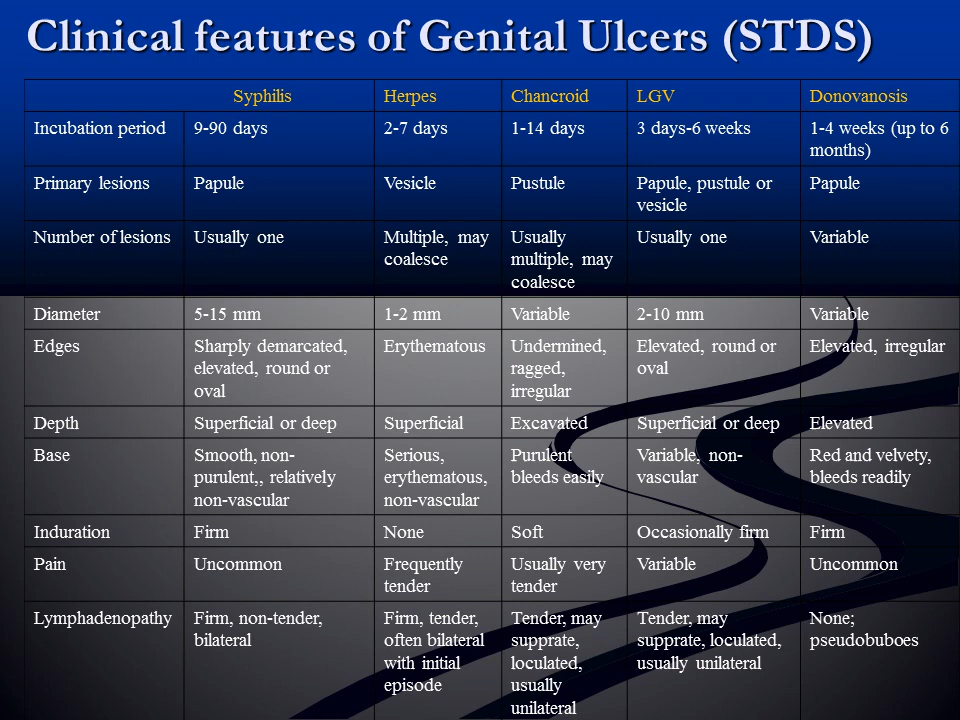 Clinical features of Genital Ulcers (STDS)
Syphilis Herpes Chancroid LGV Donovanosis
Incubation period 9-90 days 2-7 days 1-14 days 3 days-6 weeks 1-4 weeks (up to 6
months)
Primary lesions Papule Vesicle Pustule Papule, pustule or
vesicle
Papule
Number of lesions Usually one Multiple, may
coalesce
Usually
multiple, may
coalesce
Usually one Variable
Diameter 5-15 mm 1-2 mm Variable 2-10 mm Variable
Edges Sharply demarcated,
elevated, round or
oval
Erythematous Undermined,
ragged,
irregular
Elevated, round or
oval
Elevated, irregular
Depth Superficial or deep Superficial Excavated Superficial or deep Elevated
Base Smooth, non-
purulent,, relatively
non-vascular
Serious,
erythematous,
non-vascular
Purulent
bleeds easily
Variable, non-
vascular
Red and velvety,
bleeds readily
Induration Firm None Soft Occasionally firm Firm
Pain Uncommon Frequently
tender
Usually very
tender
Variable Uncommon
Lymphadenopathy Firm, non-tender,
bilateral
Firm, tender,
often bilateral
with initial
episode
Tender, may
supprate,
loculated,
usually
unilateral
Tender, may
supprate, loculated,
usually unilateral
None;
pseudobuboes